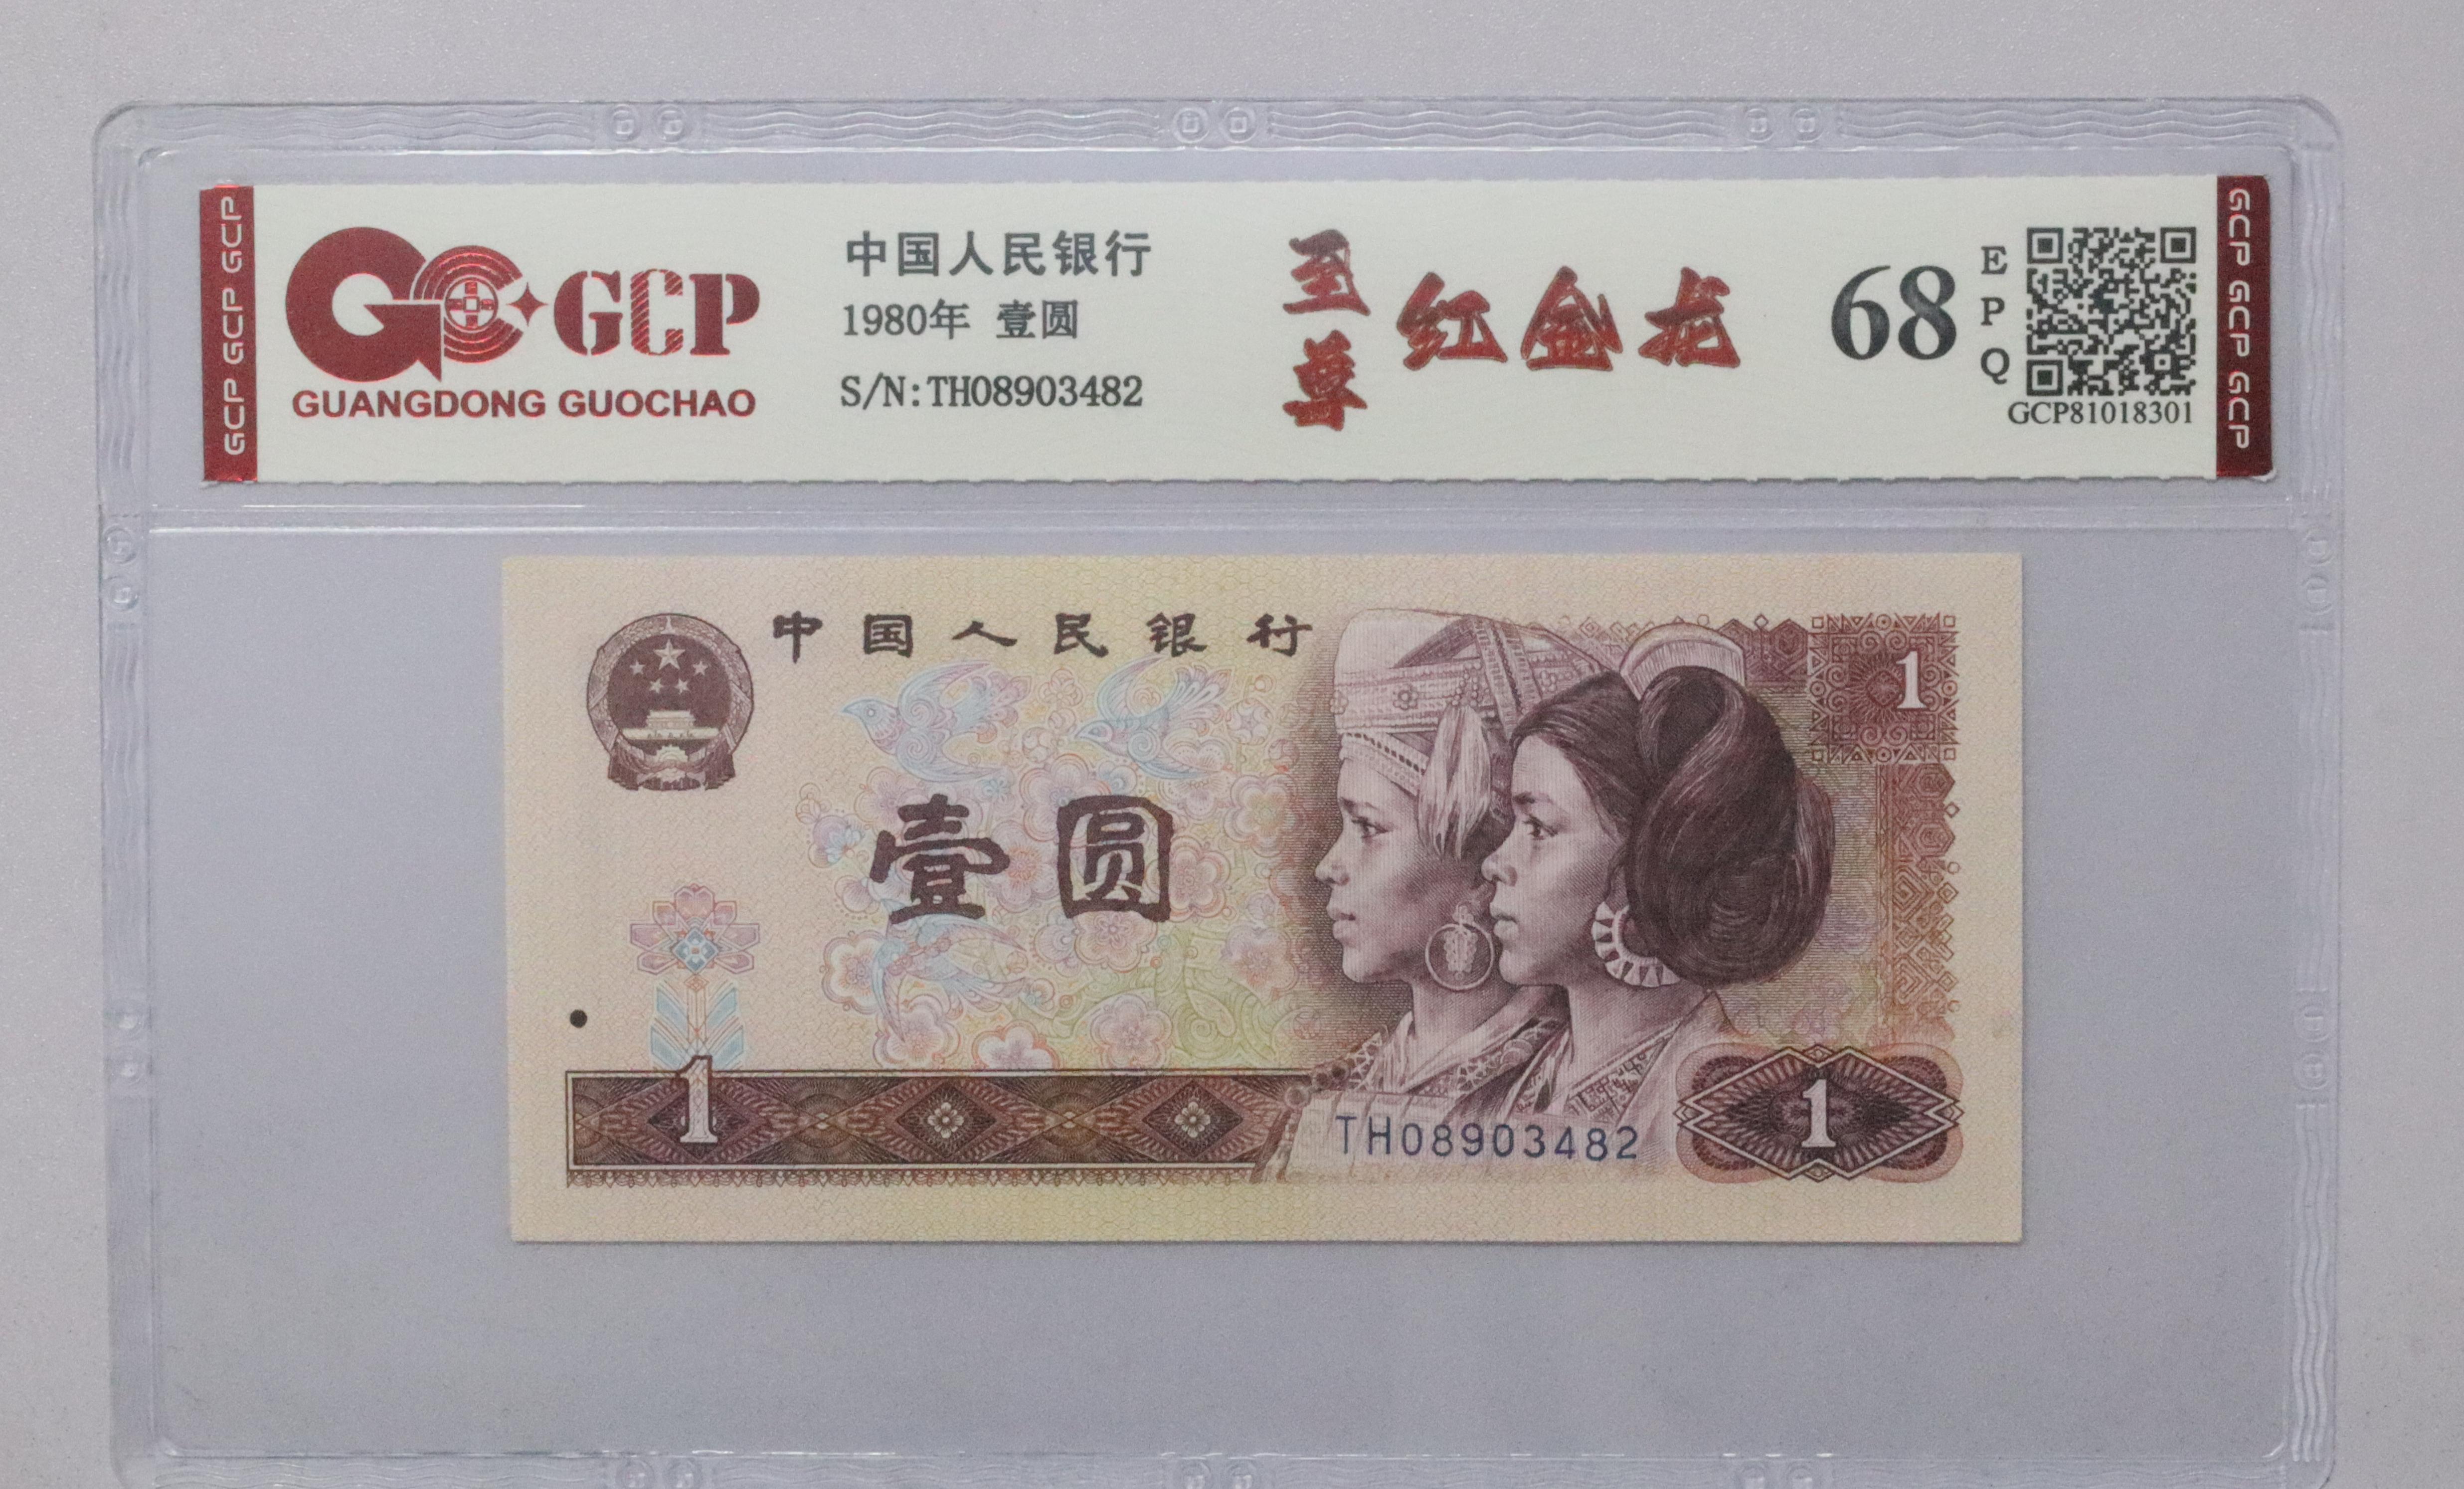 GCP GCP GCP
GCP
GUANGDONG GUOCHAO
中国人民银行
1980年 壹圆
S/N:TH08903482
至尊
红金龙
68
EPQ
GCP81018301
GCP GCP GCP
中国人民银行
1
壹圆
1
TH08903482
1